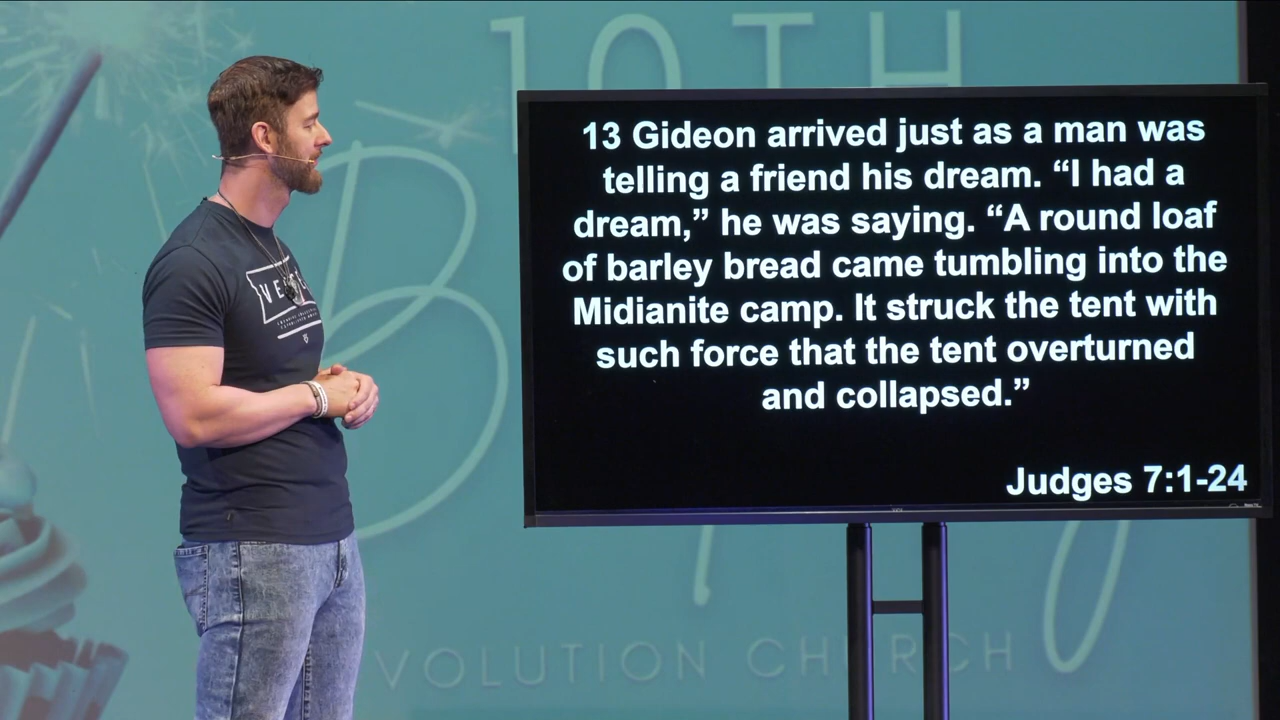 10TH
B
13 Gideon arrived just as a man was
telling a friend his dream. “I had a
dream,” he was saying. “A round loaf
of barley bread came tumbling into the
Midianite camp. It struck the tent with
such force that the tent overturned
and collapsed.”
Judges 7:1-24
VOLUTION CHURCH